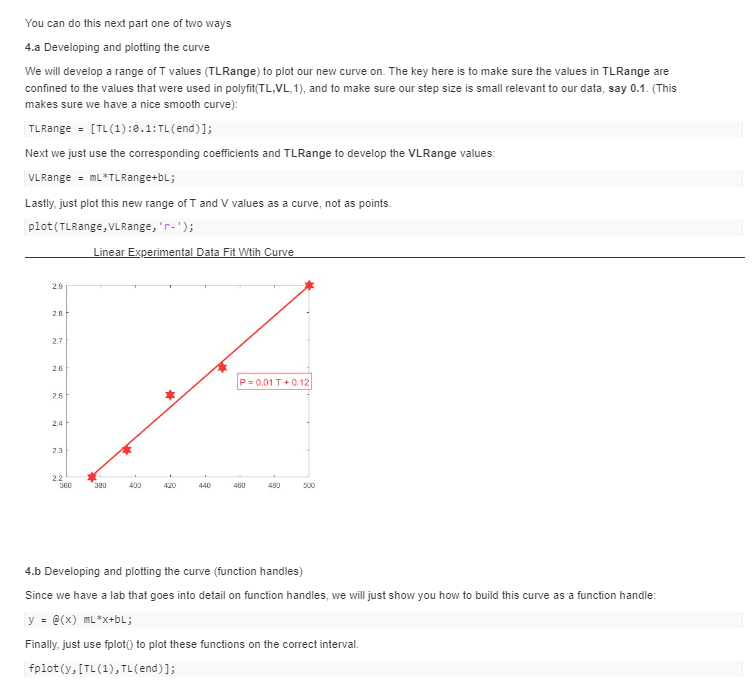 You can do this next part one of two ways
4.a Developing and plotting the curve
We will develop a range of T values (TLRange) to plot our new curve on. The key here is to make sure the values in TLRange are
confined to the values that were used in polyfit(TL,VL,1), and to make sure our step size is small relevant to our data, say 0.1. (This
makes sure we have a nice smooth curve):
TLRange = [TL(1):0.1:TL(end)];
Next we just use the corresponding coefficients and TLRange to develop the VLRange values:
VLRange = mL*TLRange+bL;
Lastly, just plot this new range of T and V values as a curve, not as points.
plot(TLRange,VLRange,'r-');
Linear Experimental Data Fit Wtih Curve
2.9
2.8
2.7
2.6
P = 0.01 T + 0.12
2.5
2.4
2.3
2.2
360 380 400 420 440 460 480 500
4.b Developing and plotting the curve (function handles)
Since we have a lab that goes into detail on function handles, we will just show you how to build this curve as a function handle:
y = @(x) mL*x+bL;
Finally, just use fplot() to plot these functions on the correct interval.
fplot(y,[TL(1),TL(end)];